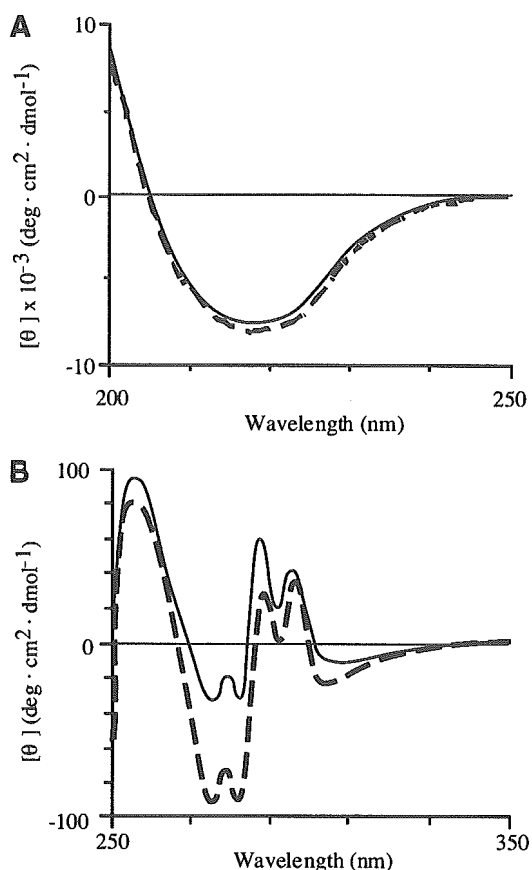 A
10
0
-10
[θ] x 10⁻³ (deg· cm²· dmol⁻¹)
200
250
Wavelength (nm)
B
100
0
-100
[θ] (deg· cm²· dmol⁻¹)
250
350
Wavelength (nm)